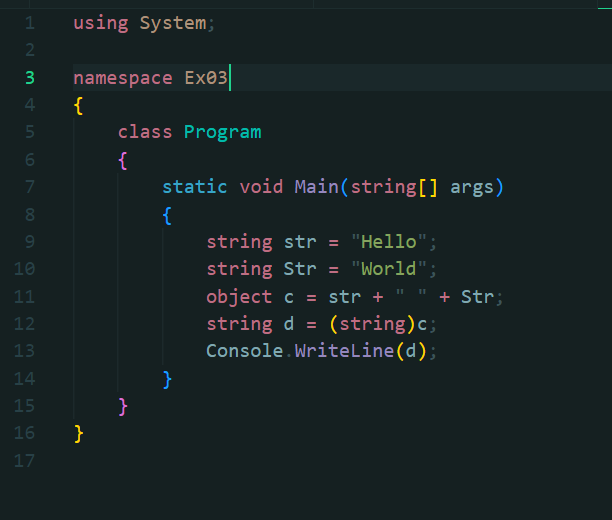 1 using System;
2
3 namespace Ex03
4 {
5     class Program
6     {
7         static void Main(string[] args)
8         {
9             string str = "Hello";
10             string Str = "World";
11             object c = str + " " + Str;
12             string d = (string)c;
13             Console.WriteLine(d);
14         }
15     }
16 }
17